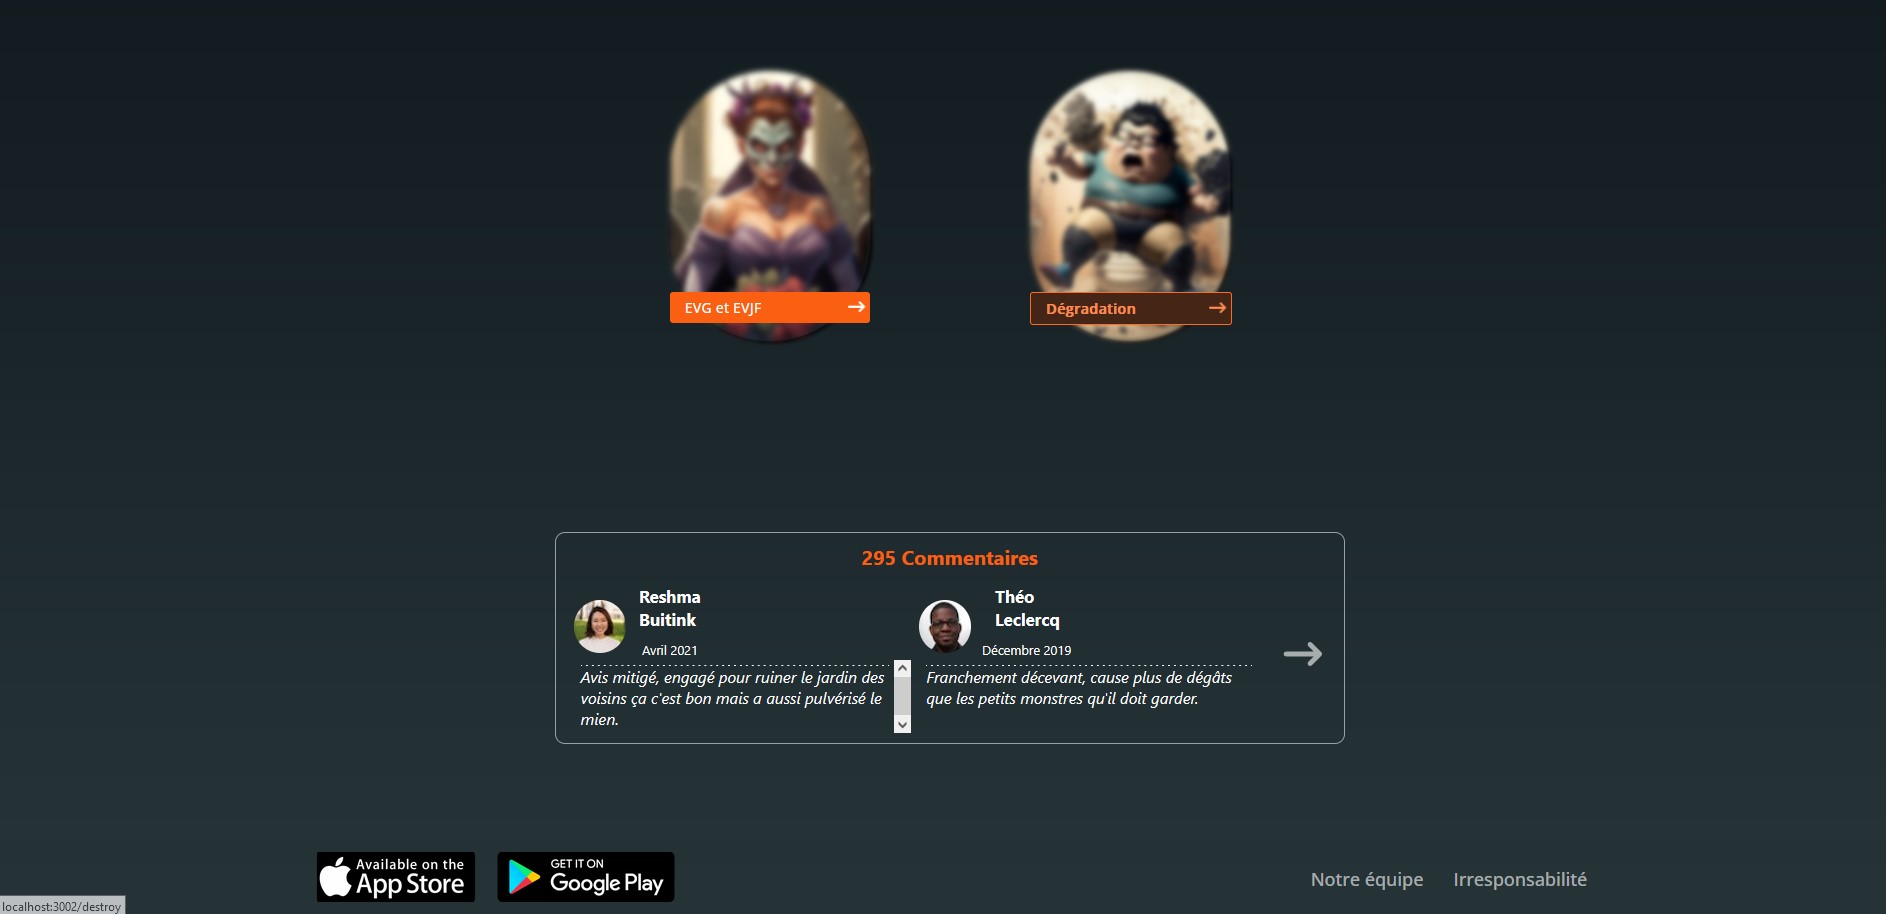 EVG et EVJF
Dégradation
295 Commentaires
Reshma
Buitink
Avril 2021
Avis mitigé, engagé pour ruiner le jardin des
voisins ça c'est bon mais a aussi pulvérisé le
mien.
Théo
Leclercq
Décembre 2019
Franchement décevant, cause plus de dégâts
que les petits monstres qu'il doit garder.
Available on the
App Store
GET IT ON
Google Play
Notre équipe
Irresponsabilité
localhost:3002/destroy